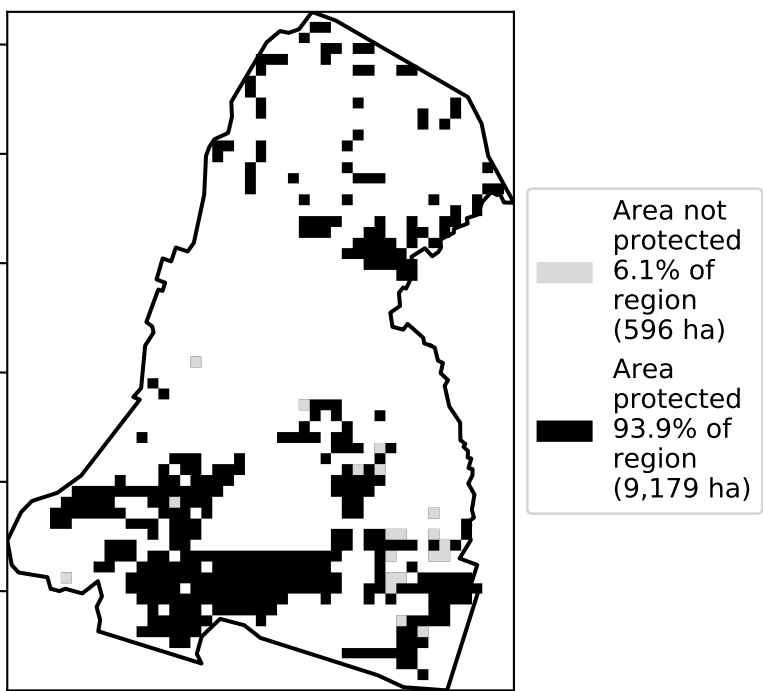 Area not
protected
6.1% of
region
(596 ha)
Area
protected
93.9% of
region
(9,179 ha)